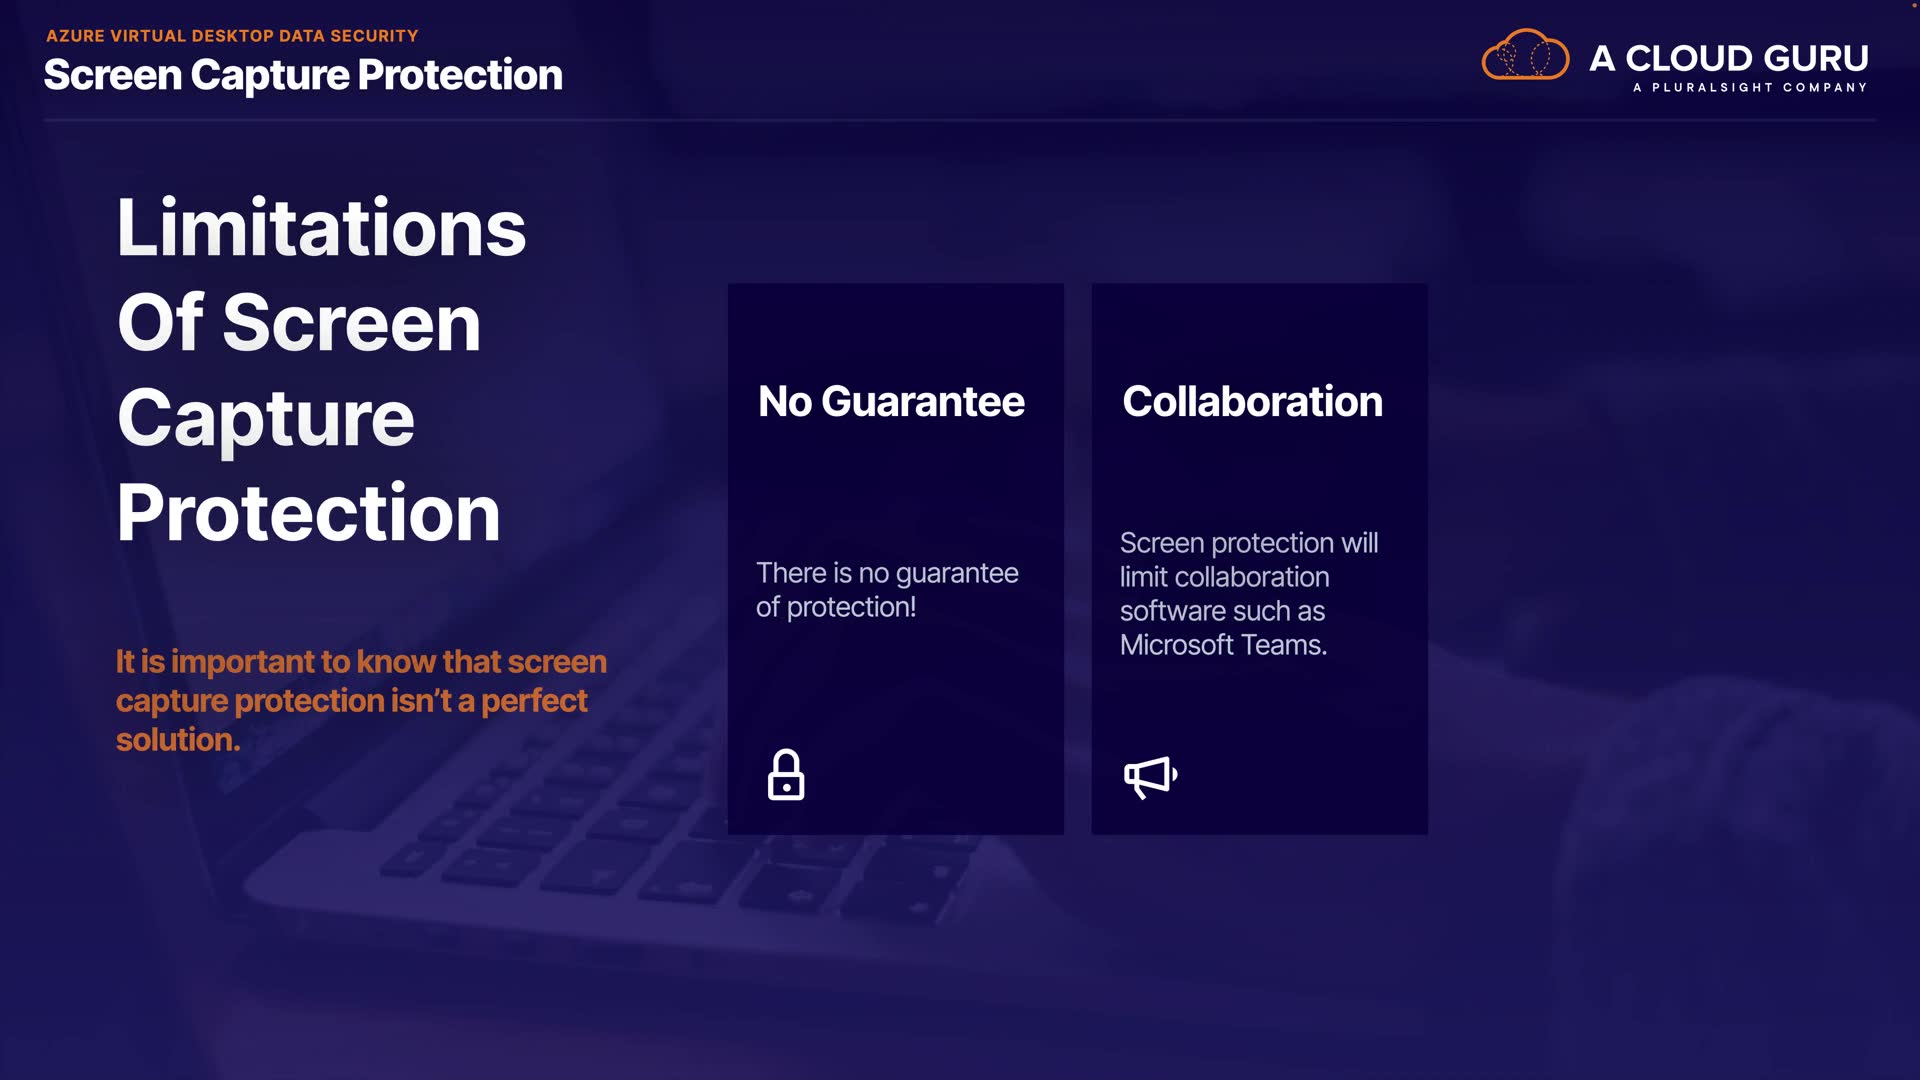 AZURE VIRTUAL DESKTOP DATA SECURITY
Screen Capture Protection
A CLOUD GURU
A PLURALSIGHT COMPANY
Limitations
Of Screen
Capture
Protection
It is important to know that screen
capture protection isn’t a perfect
solution.
No Guarantee
There is no guarantee
of protection!
Collaboration
Screen protection will
limit collaboration
software such as
Microsoft Teams.